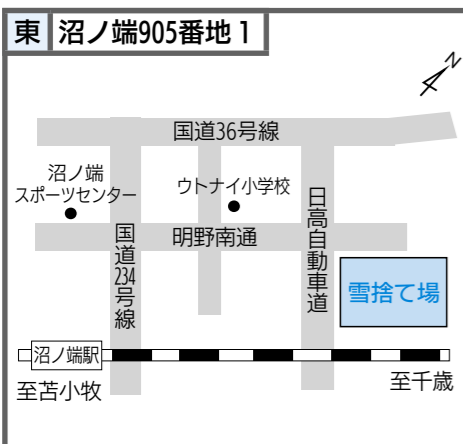 東 沼ノ端905番地1
N
国道36号線
沼ノ端
スポーツセンター
ウトナイ小学校
国道234号線
明野南通
日高自動車道
雪捨て場
沼ノ端駅
至苫小牧
至千歳